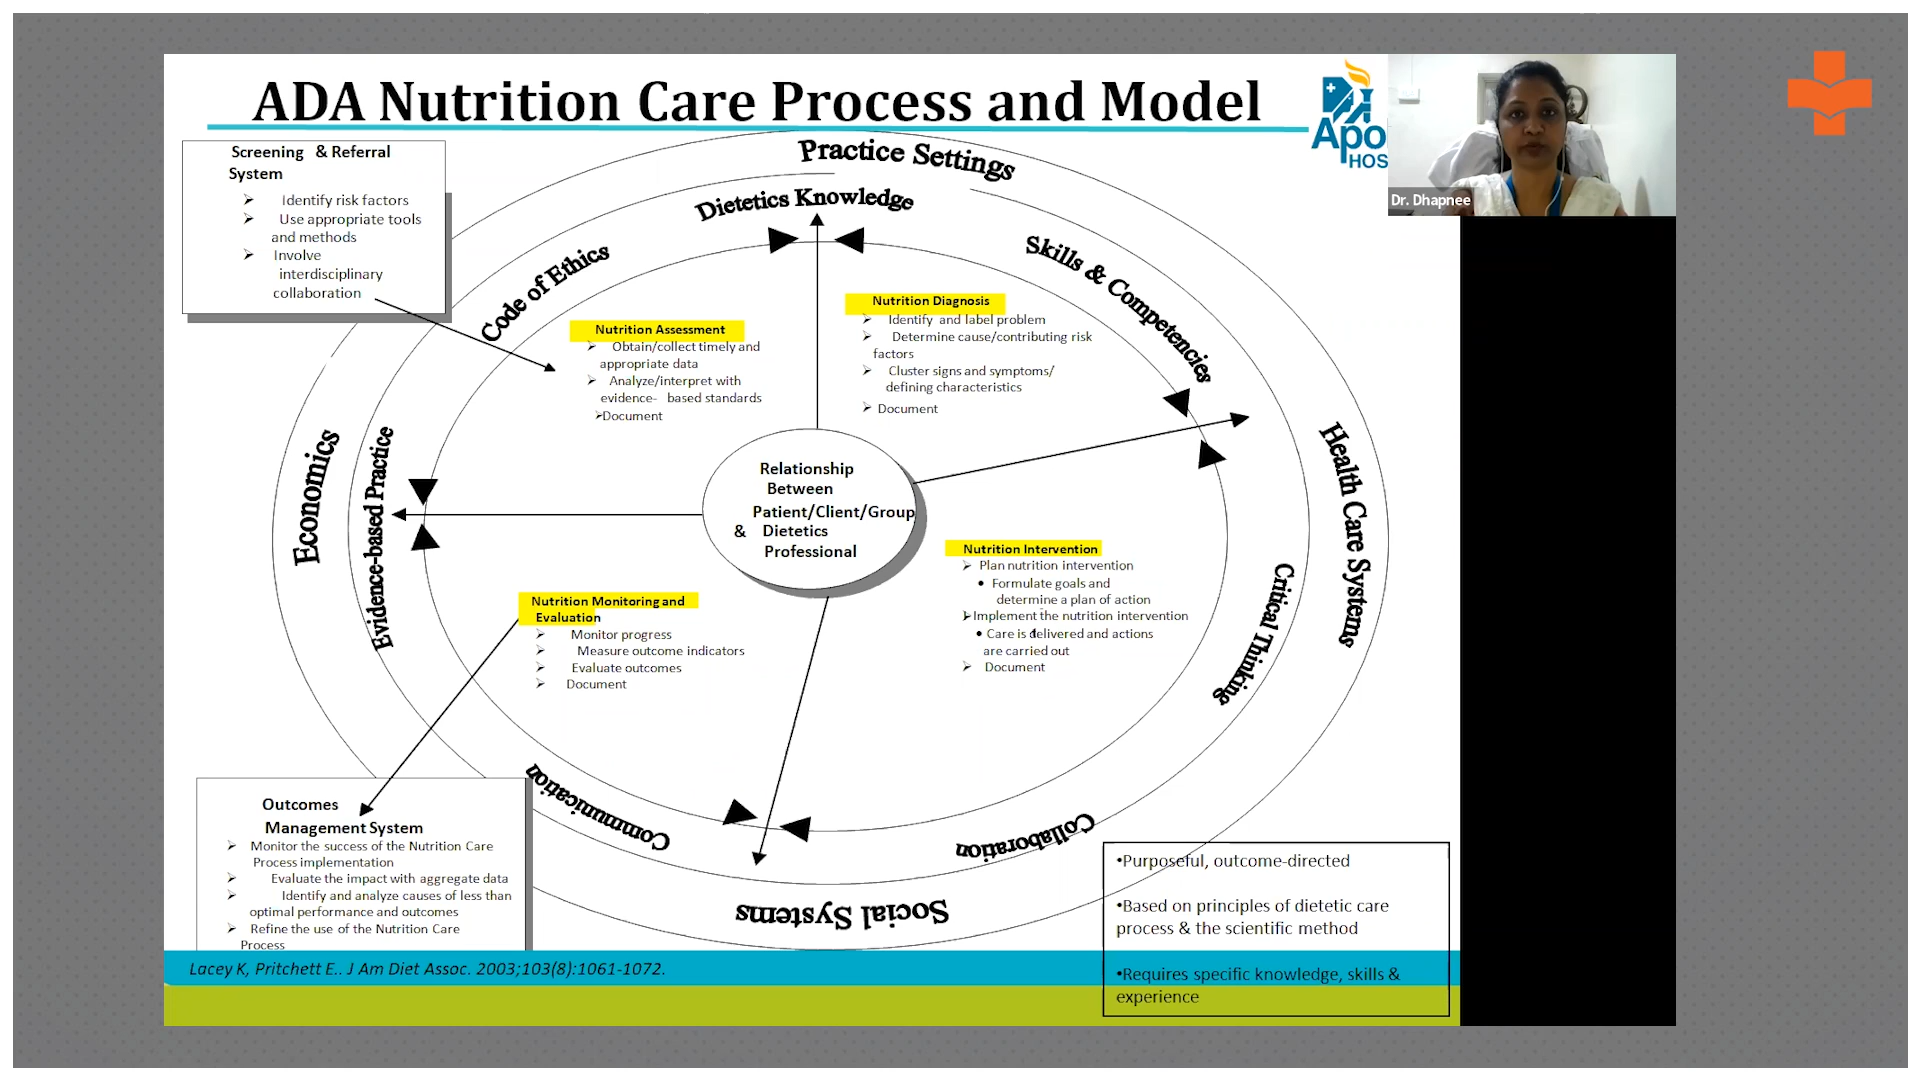 ADA Nutrition Care Process and Model
Apo
HOS
Dr. Dhapnee
Screening & Referral
System
➢ Identify risk factors
➢ Use appropriate tools
and methods
➢ Involve
interdisciplinary
collaboration
Practice Settings
Dietetics Knowledge
Code of Ethics
Skills & Competencies
Economics
Evidence-based Practice
Health Care Systems
Critical Thinking
Nutrition Assessment
➢ Obtain/collect timely and
appropriate data
➢ Analyze/interpret with
evidence- based standards
➢Document
Nutrition Diagnosis
➢ Identify and label problem
➢ Determine cause/contributing risk
factors
➢ Cluster signs and symptoms/
defining characteristics
➢ Document
Relationship
Between
Patient/Client/Group
& Dietetics
Professional
Nutrition Intervention
➢ Plan nutrition intervention
• Formulate goals and
determine a plan of action
➢Implement the nutrition intervention
• Care is delivered and actions
are carried out
➢ Document
Nutrition Monitoring and
Evaluation
➢ Monitor progress
➢ Measure outcome indicators
➢ Evaluate outcomes
➢ Document
Communication
Collaboration
Social Systems
Outcomes
Management System
➢ Monitor the success of the Nutrition Care
Process implementation
➢ Evaluate the impact with aggregate data
➢ Identify and analyze causes of less than
optimal performance and outcomes
➢ Refine the use of the Nutrition Care
Process
•Purposeful, outcome-directed
•Based on principles of dietetic care
process & the scientific method
•Requires specific knowledge, skills &
experience
Lacey K, Pritchett E.. J Am Diet Assoc. 2003;103(8):1061-1072.